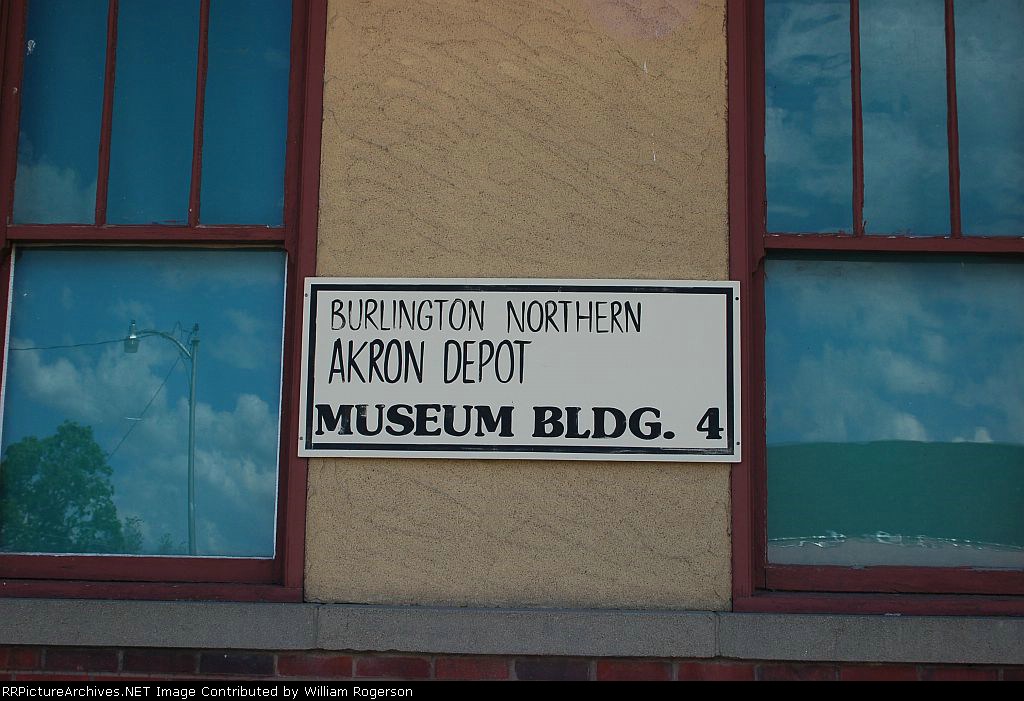 BURLINGTON NORTHERN
AKRON DEPOT
MUSEUM BLDG. 4
RRPictureArchives.NET Image Contributed by William Rogerson